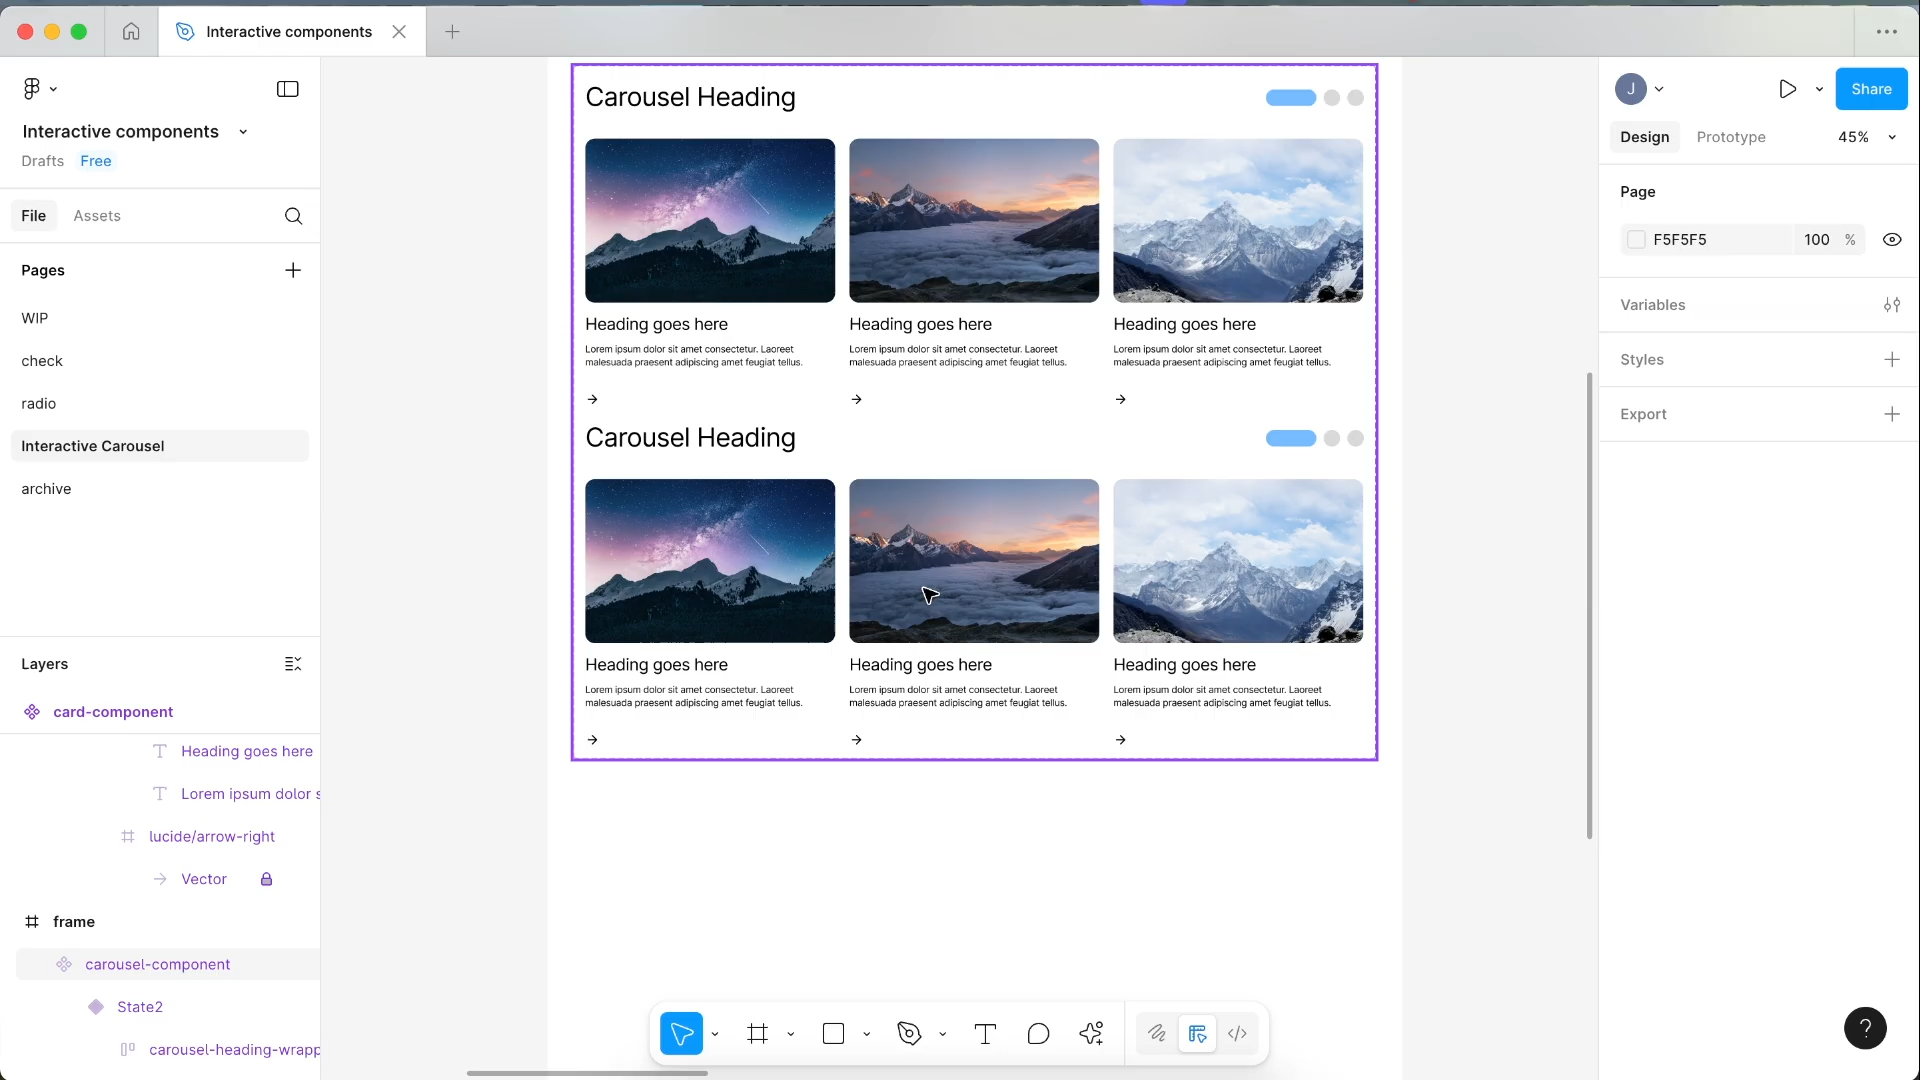 Interactive components
Interactive components
Drafts Free
File Assets
Pages
WIP
check
radio
Interactive Carousel
archive
Layers
card-component
Heading goes here
Lorem ipsum dolor s
lucide/arrow-right
Vector
frame
carousel-component
State2
carousel-heading-wrapp
Carousel Heading
Heading goes here
Lorem ipsum dolor sit amet consectetur. Laoreet
malesuada praesent adipiscing amet feugiat tellus.
Heading goes here
Lorem ipsum dolor sit amet consectetur. Laoreet
malesuada praesent adipiscing amet feugiat tellus.
Heading goes here
Lorem ipsum dolor sit amet consectetur. Laoreet
malesuada praesent adipiscing amet feugiat tellus.
Carousel Heading
Heading goes here
Lorem ipsum dolor sit amet consectetur. Laoreet
malesuada praesent adipiscing amet feugiat tellus.
Heading goes here
Lorem ipsum dolor sit amet consectetur. Laoreet
malesuada praesent adipiscing amet feugiat tellus.
Heading goes here
Lorem ipsum dolor sit amet consectetur. Laoreet
malesuada praesent adipiscing amet feugiat tellus.
J Share
Design Prototype 45%
Page
F5F5F5 100 %
Variables
Styles
Export
?